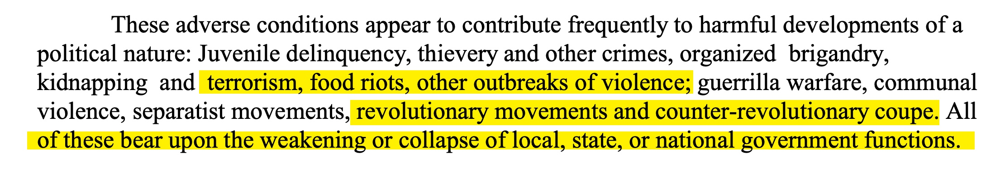 These adverse conditions appear to contribute frequently to harmful developments of a
political nature: Juvenile delinquency, thievery and other crimes, organized  brigandry,
kidnapping  and  terrorism, food riots, other outbreaks of violence; guerrilla warfare, communal
violence, separatist movements, revolutionary movements and counter-revolutionary coupe. All
of these bear upon the weakening or collapse of local, state, or national government functions.